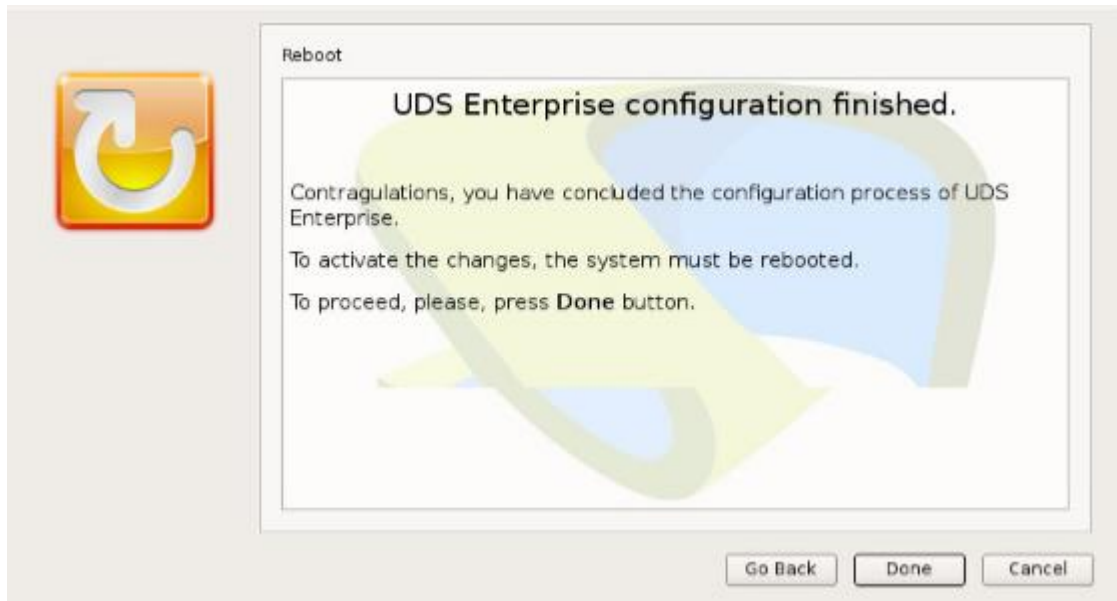 Reboot
UDS Enterprise configuration finished.
Contragulations, you have concluded the configuration process of UDS
Enterprise.
To activate the changes, the system must be rebooted.
To proceed, please, press Done button.
Go Back
Done
Cancel